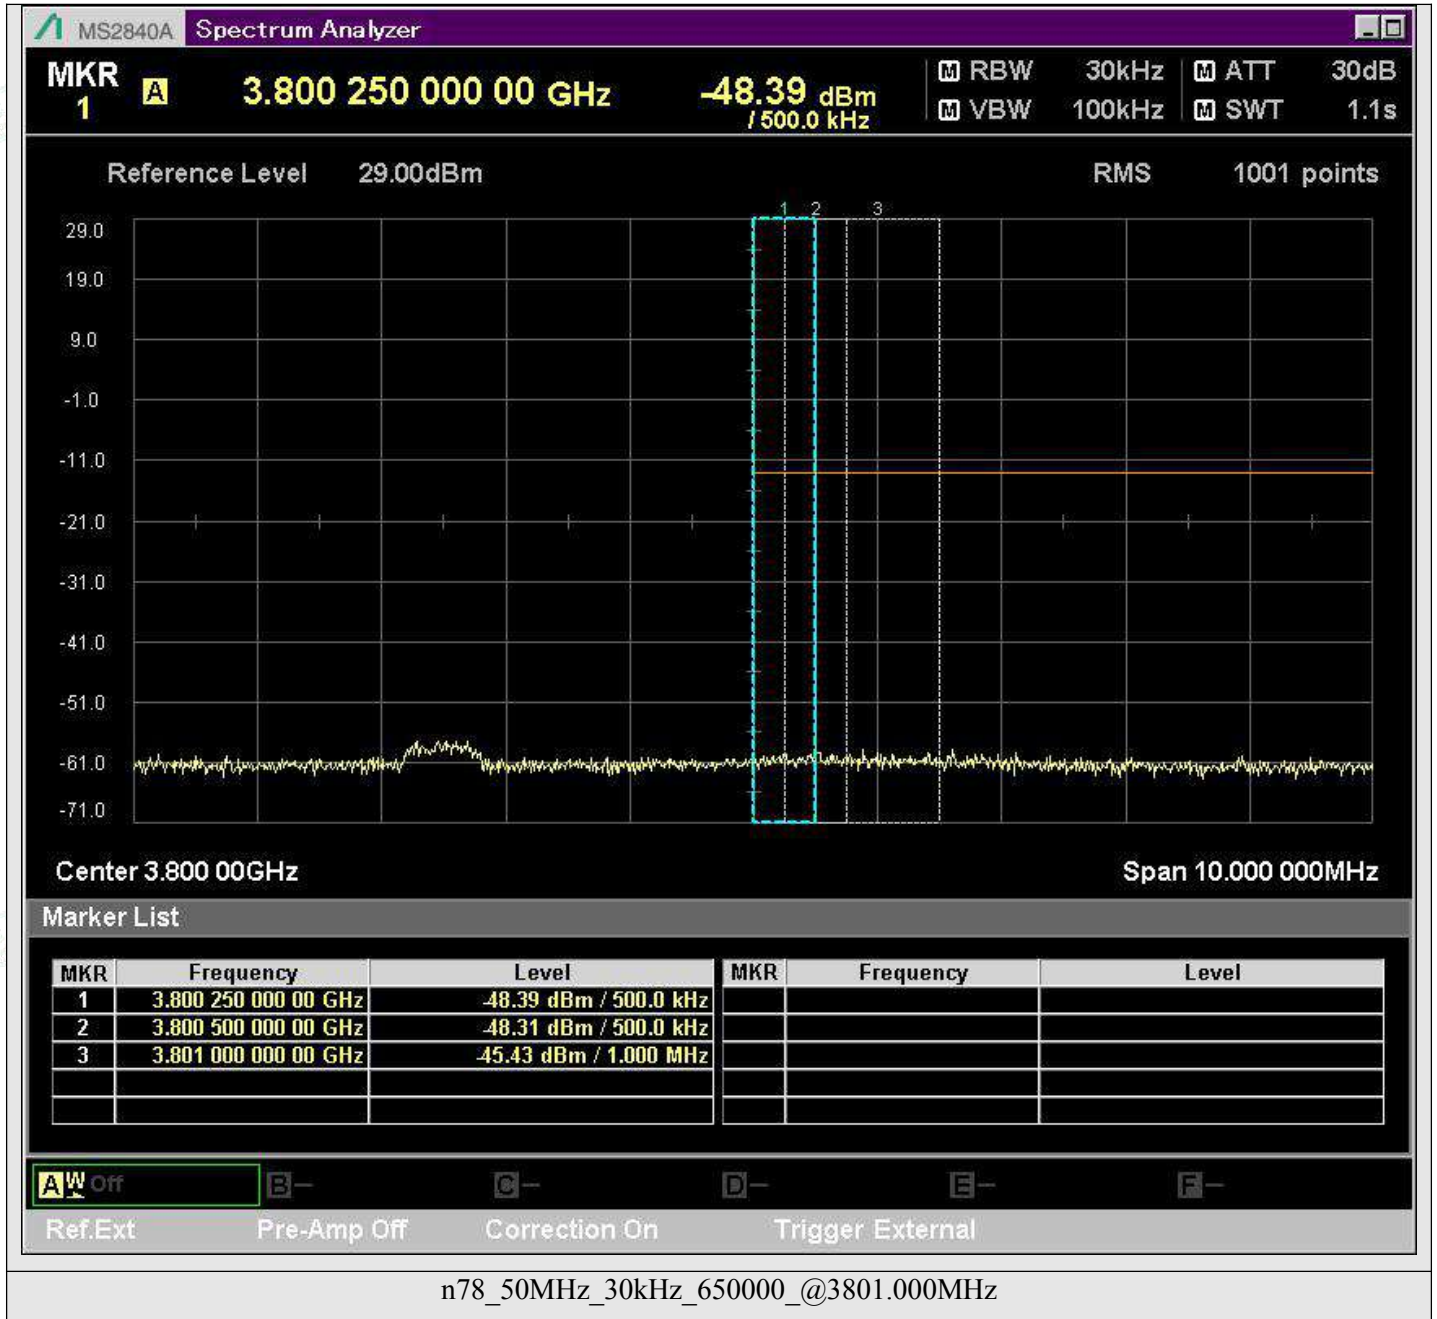 MS2840A Spectrum Analyzer
MKR 1 A 3.800 250 000 00 GHz -48.39 dBm / 500.0 kHz
M RBW 30kHz M ATT 30dB
M VBW 100kHz M SWT 1.1s
Reference Level 29.00dBm RMS 1001 points
1 2 3
29.0
19.0
9.0
-1.0
-11.0
-21.0
-31.0
-41.0
-51.0
-61.0
-71.0
Center 3.800 00GHz Span 10.000 000MHz
Marker List
MKR Frequency Level MKR Frequency Level
1 3.800 250 000 00 GHz -48.39 dBm / 500.0 kHz
2 3.800 500 000 00 GHz -48.31 dBm / 500.0 kHz
3 3.801 000 000 00 GHz -45.43 dBm / 1.000 MHz
A W Off B- C- D- E- F-
Ref.Ext Pre-Amp Off Correction On Trigger External
n78_50MHz_30kHz_650000_@3801.000MHz